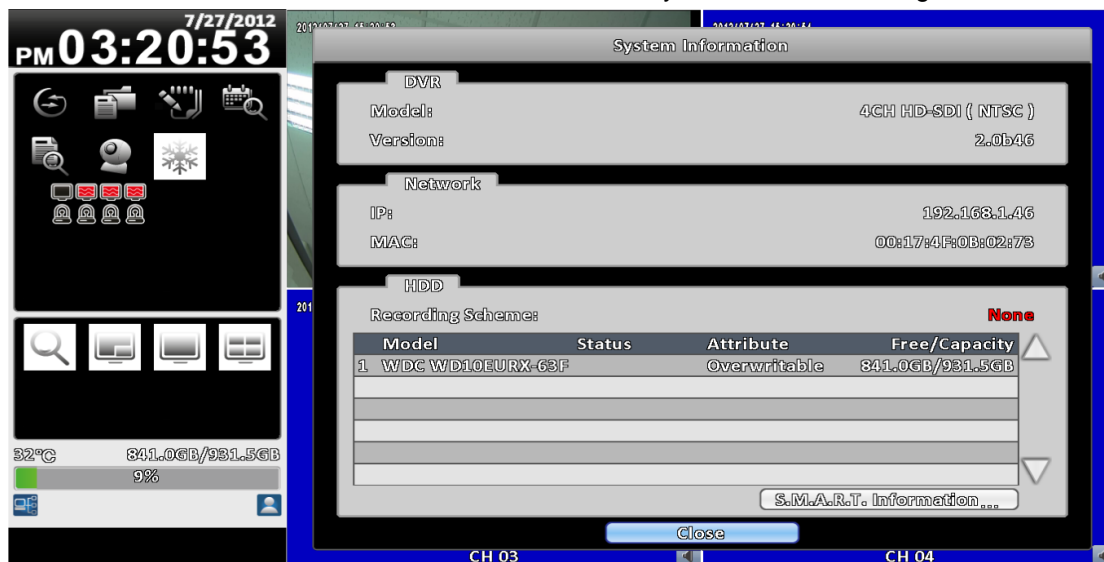 7/27/2012
PM 03:20:53
32°C 841.0GB/931.5GB
9%
System Information
DVR
Model: 4CH HD-SDI ( NTSC )
Version: 2.0b46
Network
IP: 192.168.1.46
MAC: 00:17:4F:0B:02:73
HDD
Recording Scheme: None
Model Status Attribute Free/Capacity
1 WDC WD10EURX-63F Overwritable 841.0GB/931.5GB
S.M.A.R.T. Information...
Close
201
CH 03
CH 04